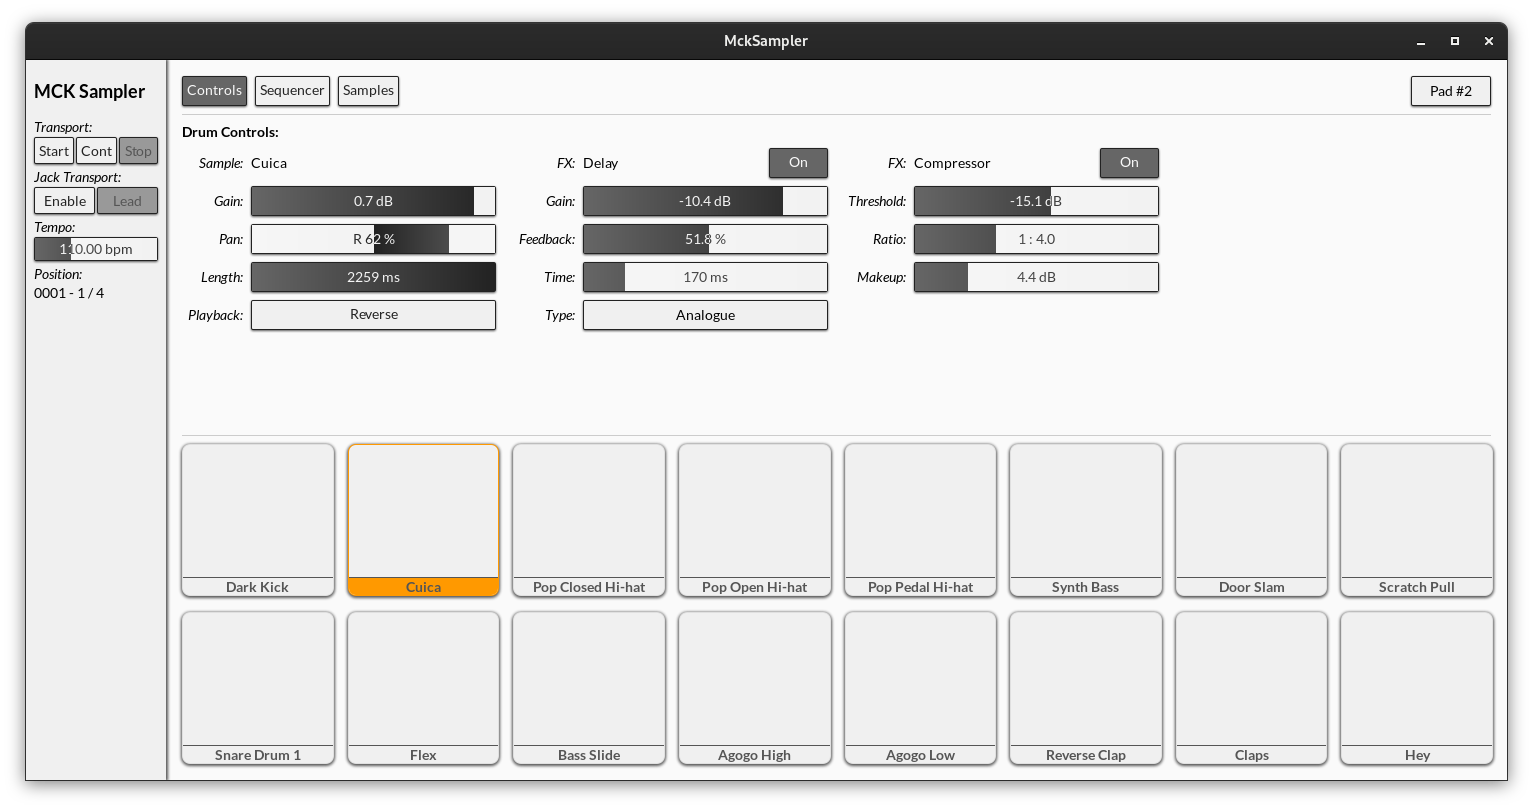 MckSampler
MCK Sampler
Transport:
Start Cont Stop
Jack Transport:
Enable Lead
Tempo:
110.00 bpm
Position:
0001 - 1 / 4
Controls Sequencer Samples Pad #2
Drum Controls:
Sample: Cuica FX: Delay On FX: Compressor On
Gain: 0.7 dB Gain: -10.4 dB Threshold: -15.1 dB
Pan: R 62 % Feedback: 51.8 % Ratio: 1 : 4.0
Length: 2259 ms Time: 170 ms Makeup: 4.4 dB
Playback: Reverse Type: Analogue
Dark Kick Cuica Pop Closed Hi-hat Pop Open Hi-hat Pop Pedal Hi-hat Synth Bass Door Slam Scratch Pull
Snare Drum 1 Flex Bass Slide Agogo High Agogo Low Reverse Clap Claps Hey